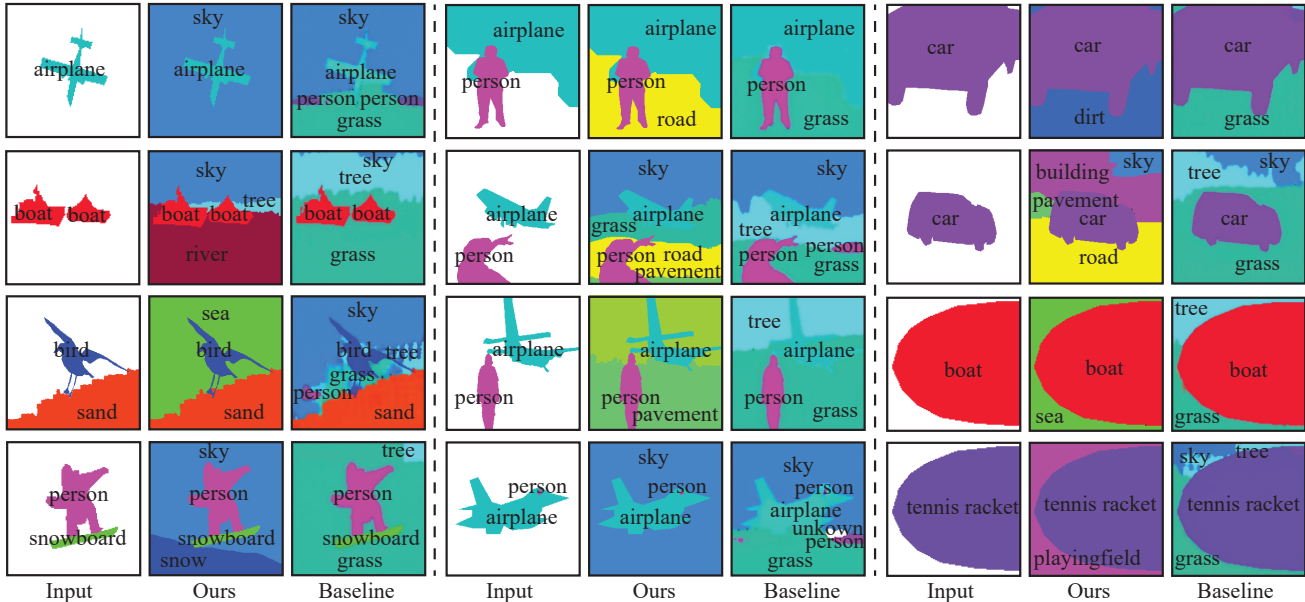 airplane
sky
airplane
sky
airplane
person person
grass
airplane
person
airplane
person
road
airplane
person
grass
car
car
dirt
car
grass
boat boat
sky
tree
boat boat
river
sky
tree
boat boat
grass
airplane
person
sky
airplane
grass
person road
pavement
sky
airplane
tree
person person
grass
car
building sky
pavement
car
road
tree sky
car
grass
bird
sand
sea
bird
sand
sky
bird tree
grass
person
sand
airplane
person
airplane
person
pavement
tree
airplane
person
grass
boat
boat
sea
tree
boat
grass
person
snowboard
sky
person
snowboard
snow
tree
person
snowboard
grass
person
airplane
sky
person
airplane
sky
person
airplane
unkown
person
grass
tennis racket
tennis racket
playingfield
sky tree
tennis racket
grass
Input Ours Baseline Input Ours Baseline Input Ours Baseline